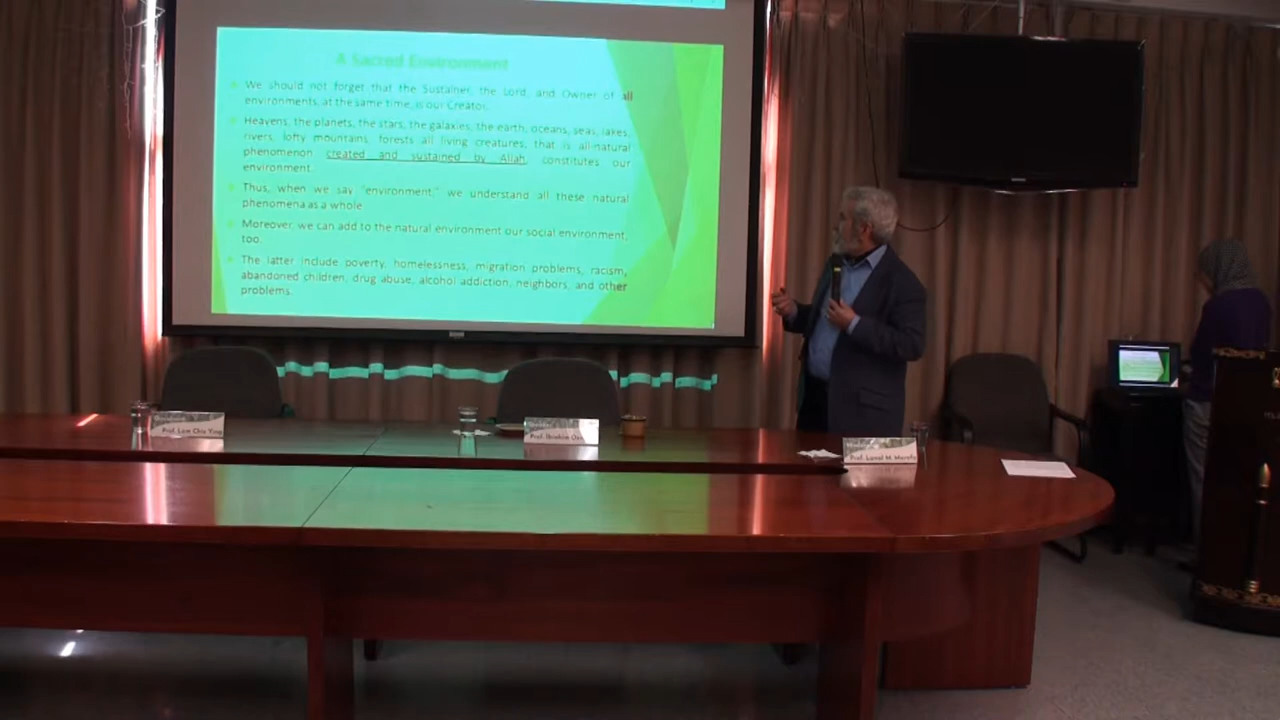 A Sacred Environment
We should not forget that the Sustainer, the Lord, and Owner of all
environments, at the same time, is our Creator.
Heavens, the planets, the stars, the galaxies, the earth, oceans, seas, lakes,
rivers, lofty mountains, forests all living creatures, that is all-natural
phenomenon created and sustained by Allah, constitutes our
environment.
Thus, when we say "environment," we understand all these natural
phenomena as a whole
Moreover, we can add to the natural environment our social environment,
too.
The latter include poverty, homelessness, migration problems, racism,
abandoned children, drug abuse, alcohol addiction, neighbors, and other
problems.
Prof. Lam Choo Ying
Prof. Ibrahim
Prof. Lawal M.